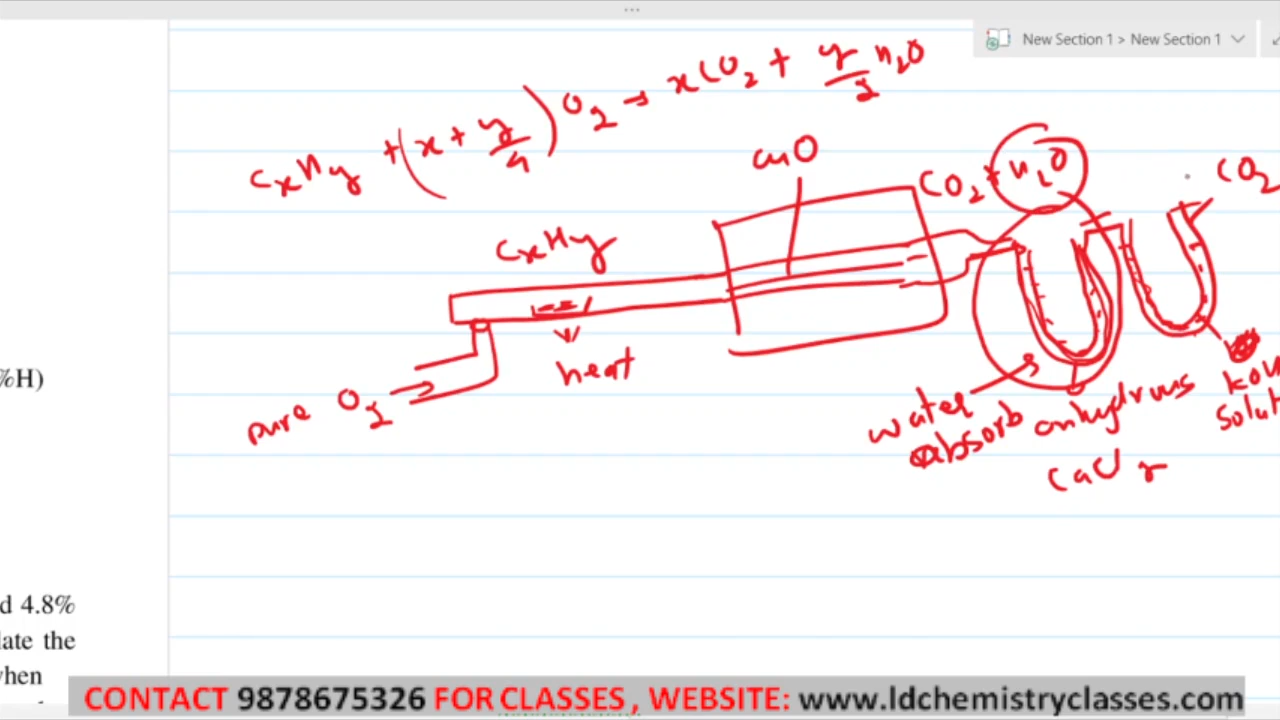 ...
New Section 1 > New Section 1
CxHy + (x + y/4) O2 → xCO2 + y/2 H2O
CuO
CO2 + H2O
CO2
CxHy
heat
pure O2
%H)
water
absorb
anhydrous
CaCl2
KOH
Solut
d 4.8%
late the
when
CONTACT 9878675326 FOR CLASSES , WEBSITE: www.ldchemistryclasses.com